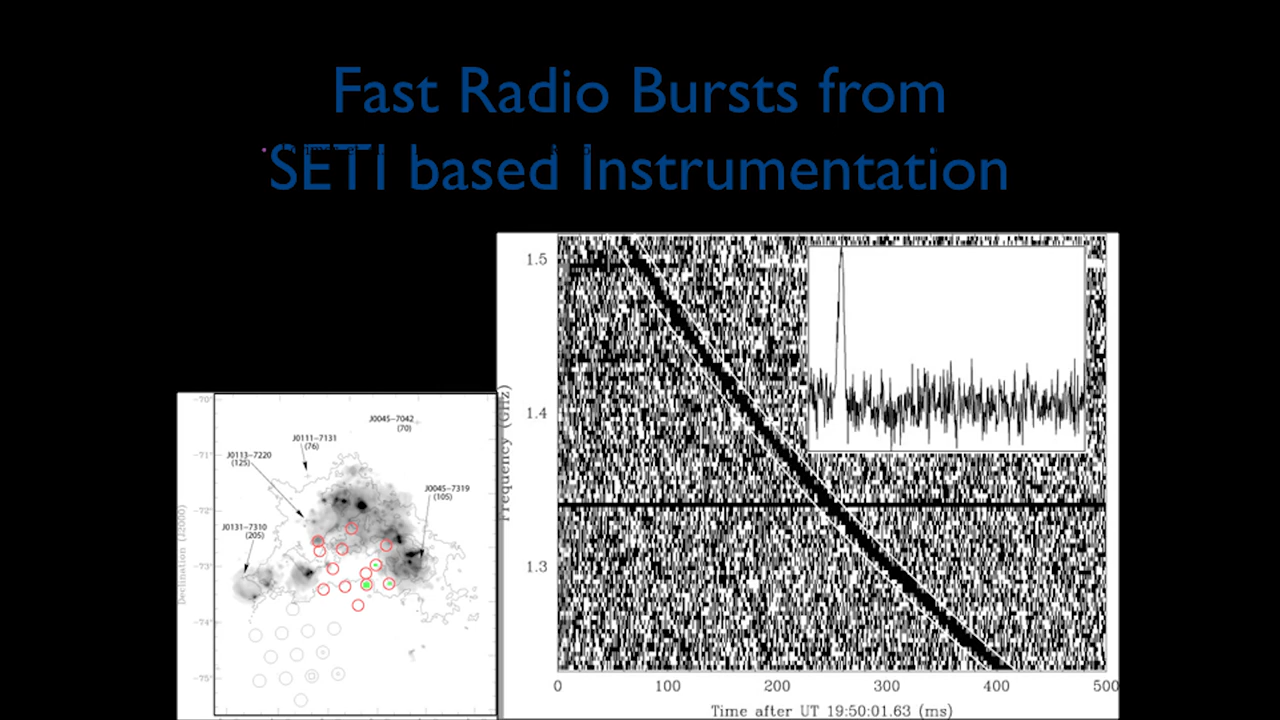 Fast Radio Bursts from
SETI based Instrumentation
1.5
1.4
1.3
Frequency (GHz)
0 100 200 300 400 500
Time after UT 19:50:01.63 (ms)
-70°
-71°
-72°
-73°
-74°
-75°
Declination (J2000)
J0045-7042
(70)
J0111-7131
(76)
J0113-7220
(125)
J0045-7319
(105)
J0131-7310
(205)